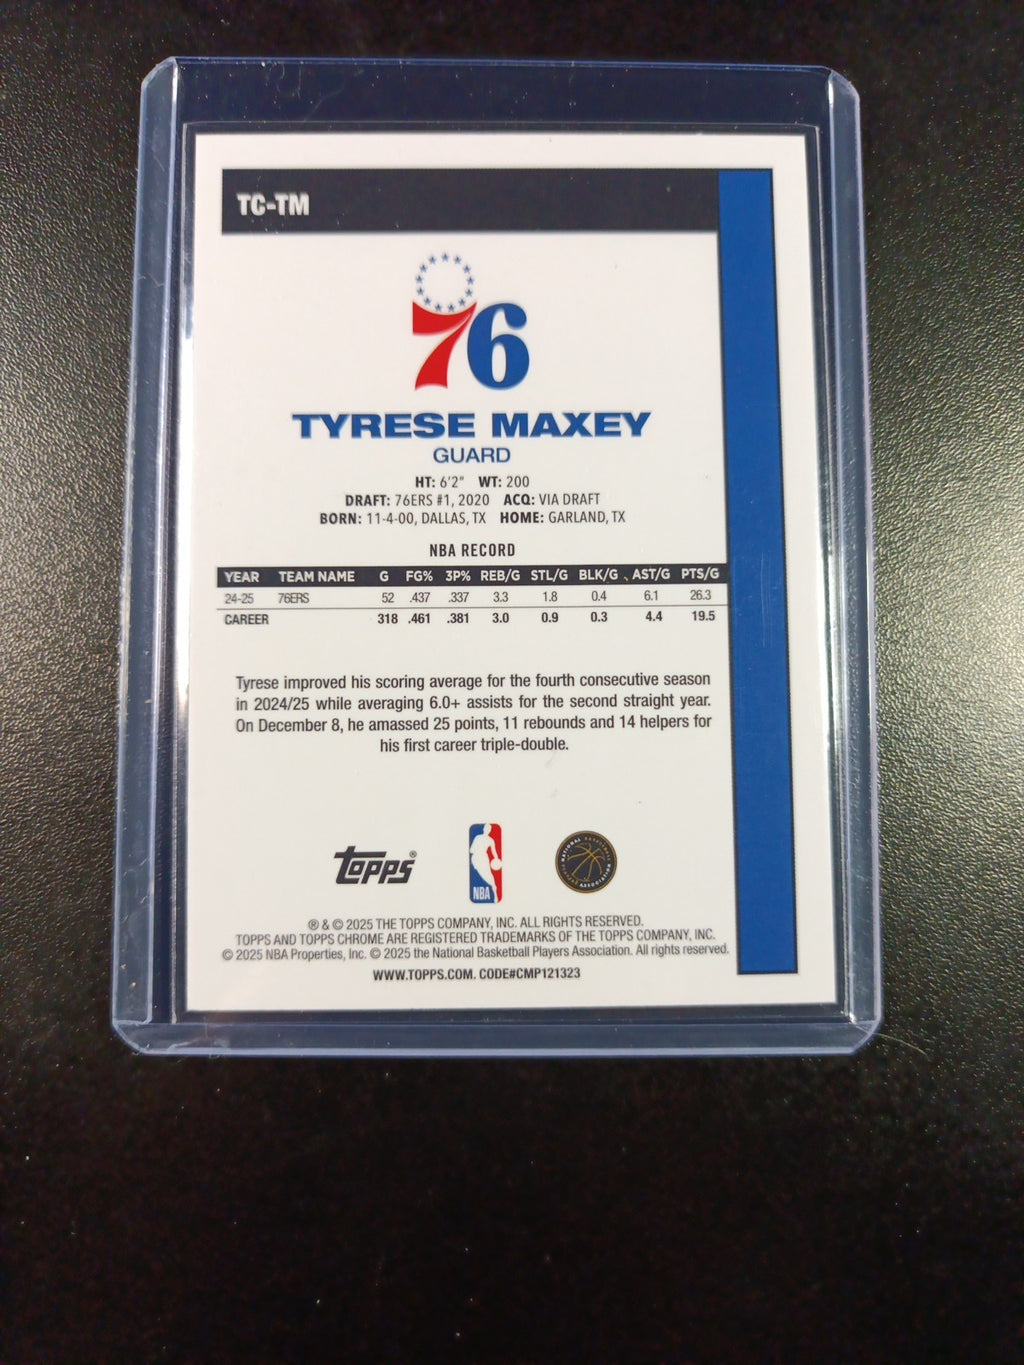 TC-TM
76
TYRESE MAXEY
GUARD
HT: 6'2" WT: 200
DRAFT: 76ERS #1, 2020 ACQ: VIA DRAFT
BORN: 11-4-00, DALLAS, TX HOME: GARLAND, TX
NBA RECORD
YEAR TEAM NAME G FG% 3P% REB/G STL/G BLK/G AST/G PTS/G
24-25 76ERS 52 .437 .337 3.3 1.8 0.4 6.1 26.3
CAREER 318 .461 .381 3.0 0.9 0.3 4.4 19.5
Tyrese improved his scoring average for the fourth consecutive season
in 2024/25 while averaging 6.0+ assists for the second straight year.
On December 8, he amassed 25 points, 11 rebounds and 14 helpers for
his first career triple-double.
topps®
NBA
NATIONAL BASKETBALL PLAYERS ASSOCIATION
® & © 2025 THE TOPPS COMPANY, INC. ALL RIGHTS RESERVED.
TOPPS AND TOPPS CHROME ARE REGISTERED TRADEMARKS OF THE TOPPS COMPANY, INC.
© 2025 NBA Properties, Inc. © 2025 the National Basketball Players Association. All rights reserved.
WWW.TOPPS.COM. CODE#CMP121323